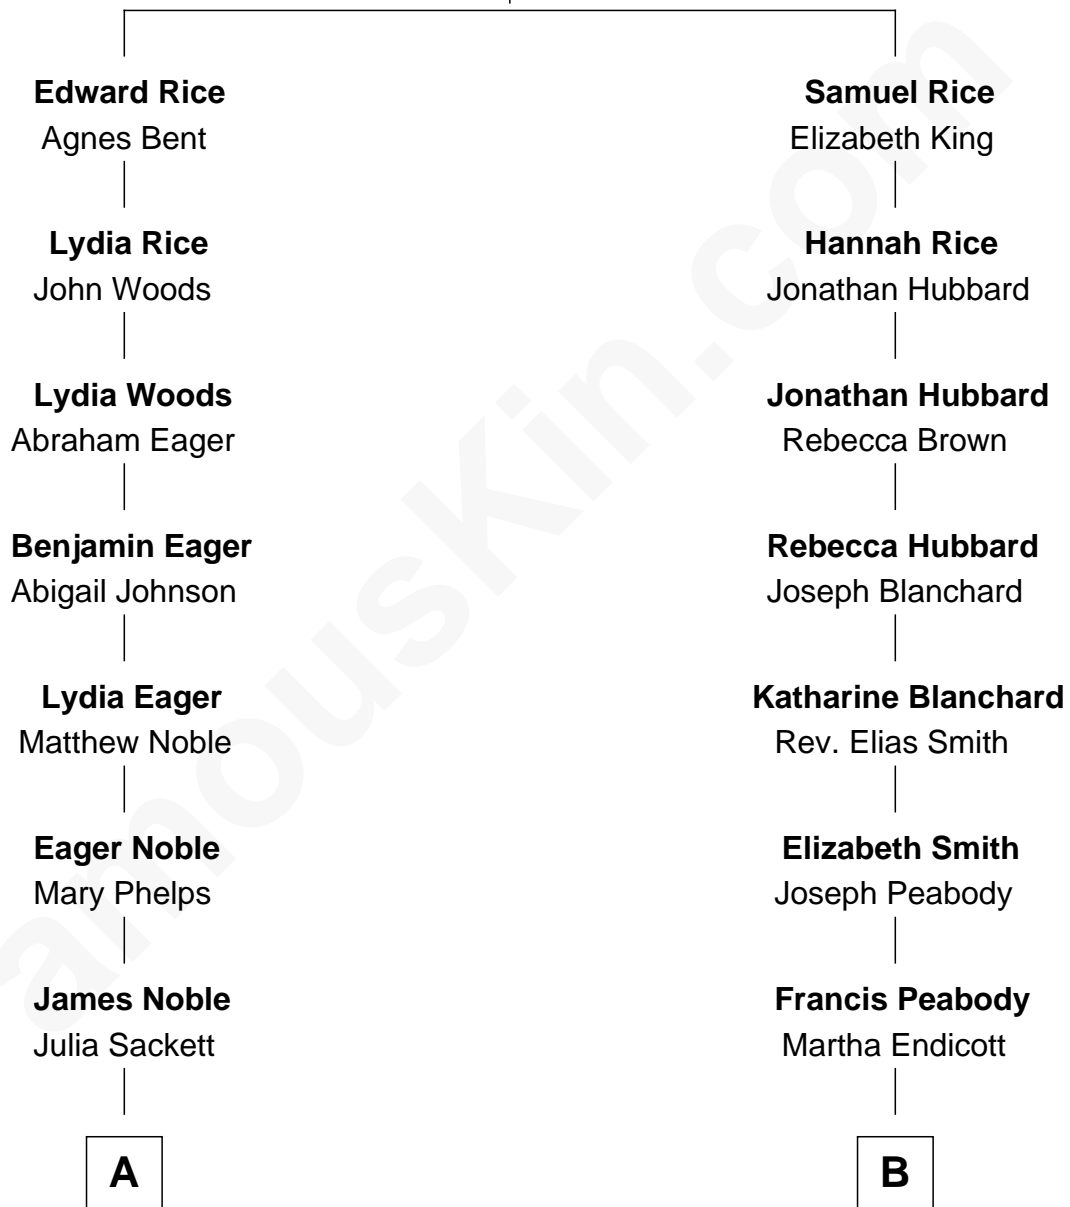 Edward Rice
Agnes Bent
Samuel Rice
Elizabeth King
Lydia Rice
John Woods
Hannah Rice
Jonathan Hubbard
Lydia Woods
Abraham Eager
Jonathan Hubbard
Rebecca Brown
Benjamin Eager
Abigail Johnson
Rebecca Hubbard
Joseph Blanchard
Lydia Eager
Matthew Noble
Katharine Blanchard
Rev. Elias Smith
Eager Noble
Mary Phelps
Elizabeth Smith
Joseph Peabody
James Noble
Julia Sackett
Francis Peabody
Martha Endicott
A
B
amousKin.com